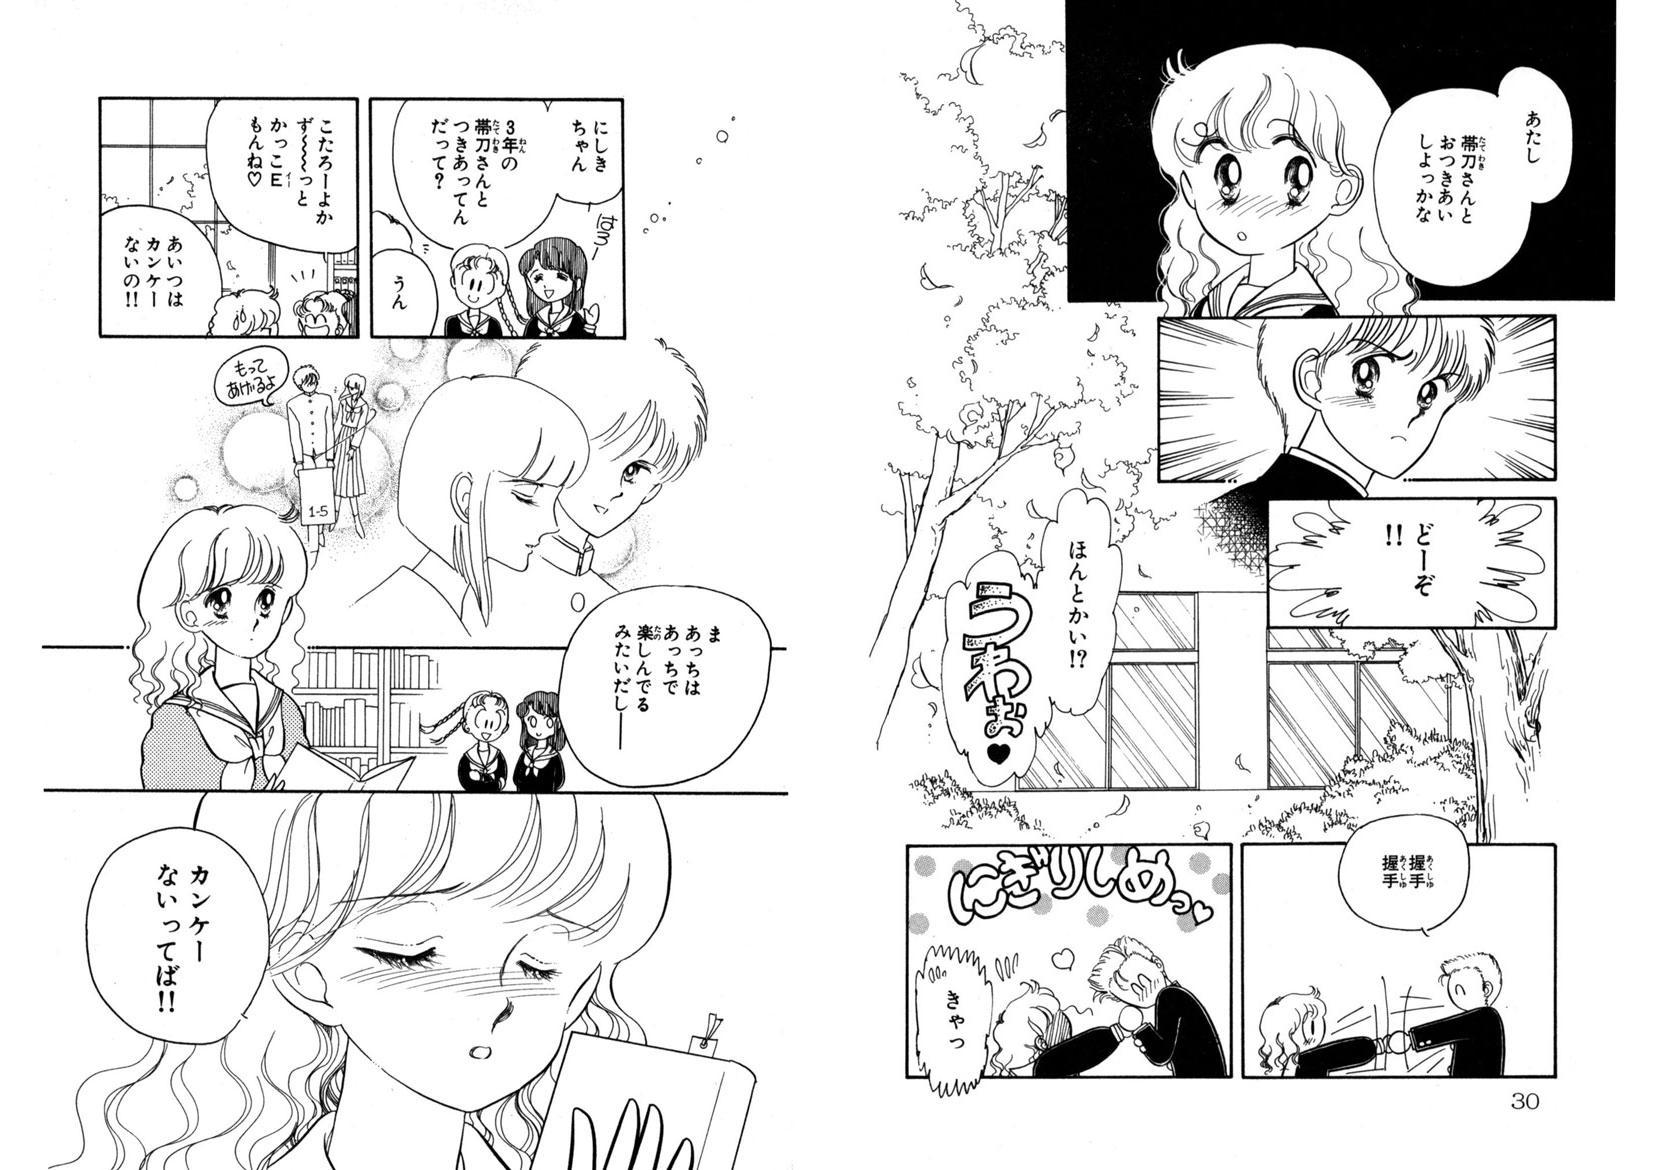 あたし
帯刀さんと
おつきあい
しよっかな
どーぞ
!!
ほんとかい!?
うわぉ♥
握手
握手
にぎりしめっ♡
きゃっ
30
にしき
ちゃん
3年の
帯刀さんと
つきあってん
だって?
はろー
うん
こたろーよか
ず〜〜〜っと
かっこE
もんね♡
あいつは
カンケー
ないの!!
もって
あげるよ
1-5
ま
あっちは
あっちで
楽しんでる
みたいだし――
カンケー
ないってば!!